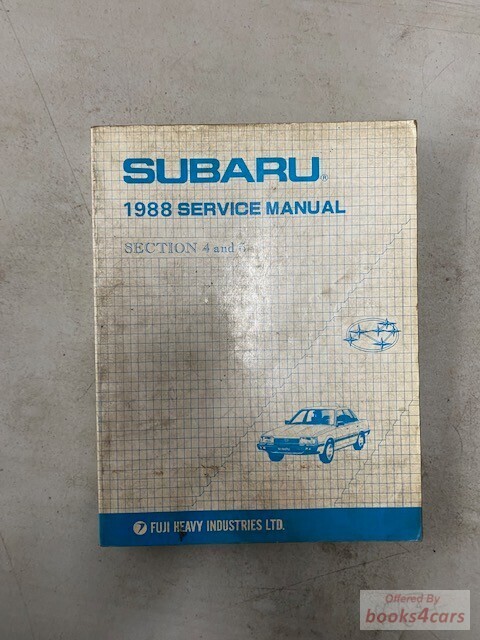 SUBARU®
1988 SERVICE MANUAL
SECTION 4 and 5
FUJI HEAVY INDUSTRIES LTD.
Offered By
books4cars